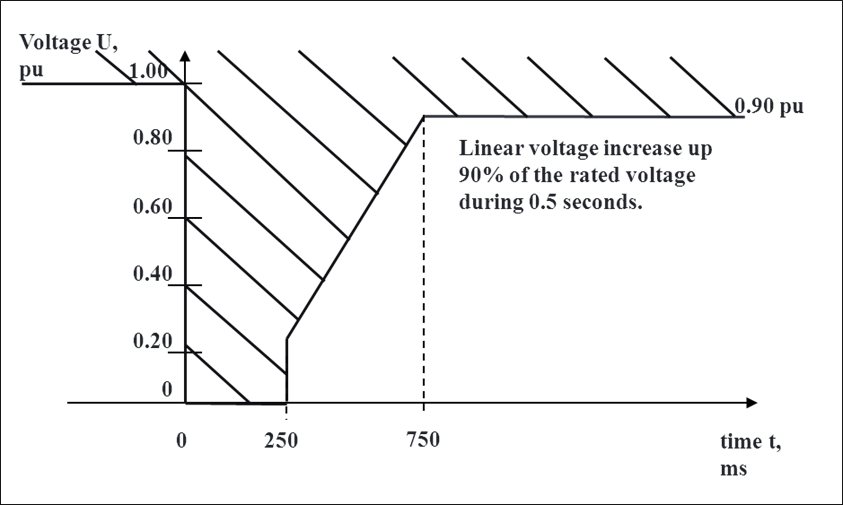 Voltage U,
pu
1.00
0.90 pu
0.80
Linear voltage increase up
90% of the rated voltage
during 0.5 seconds.
0.60
0.40
0.20
0
0
250
750
time t,
ms